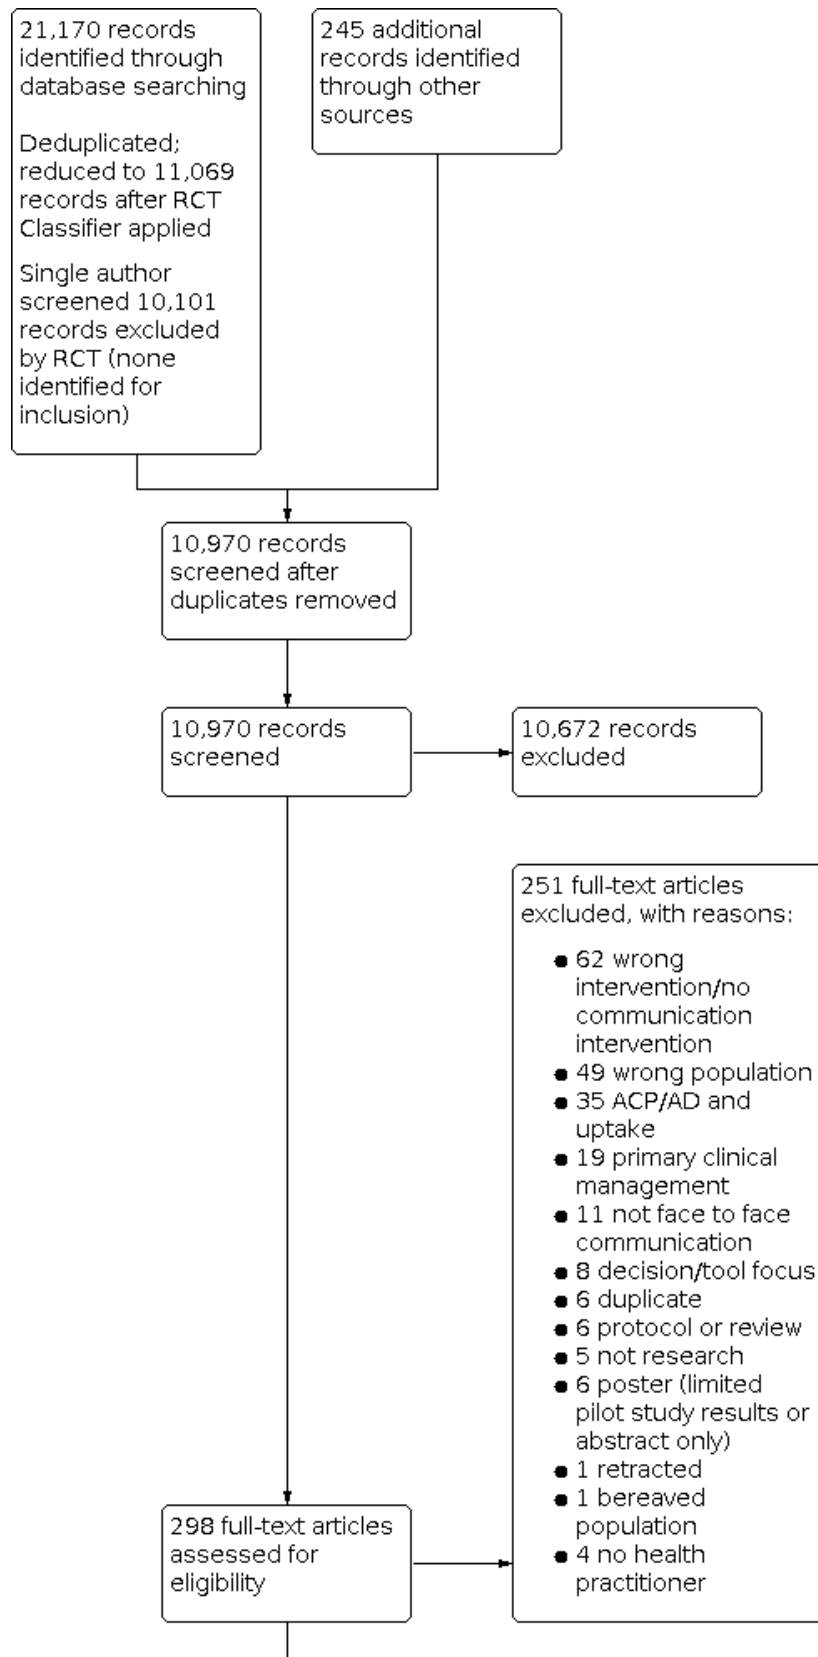 21,170 records
identified through
database searching
Deduplicated;
reduced to 11,069
records after RCT
Classifier applied
Single author
screened 10,101
records excluded
by RCT (none
identified for
inclusion)
245 additional
records identified
through other
sources
10,970 records
screened after
duplicates removed
10,970 records
screened
10,672 records
excluded
298 full-text articles
assessed for
eligibility
251 full-text articles
excluded, with reasons:
● 62 wrong
intervention/no
communication
intervention
● 49 wrong population
● 35 ACP/AD and
uptake
● 19 primary clinical
management
● 11 not face to face
communication
● 8 decision/tool focus
● 6 duplicate
● 6 protocol or review
● 5 not research
● 6 poster (limited
pilot study results or
abstract only)
● 1 retracted
● 1 bereaved
population
● 4 no health
practitioner